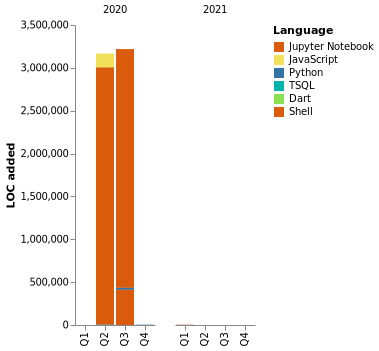 2020
2021
LOC added
3,500,000
3,000,000
2,500,000
2,000,000
1,500,000
1,000,000
500,000
0
Q1
Q2
Q3
Q4
Q1
Q2
Q3
Q4
Language
Jupyter Notebook
JavaScript
Python
TSQL
Dart
Shell